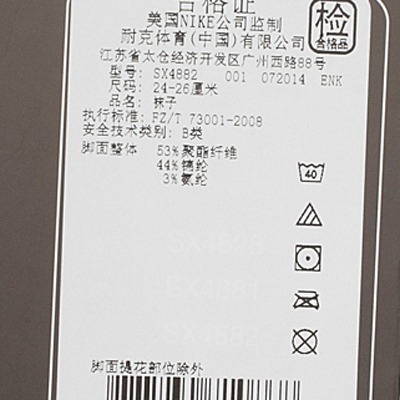 合格证
美国NIKE公司监制
检
合格品
耐克体育(中国)有限公司
江苏省太仓经济开发区广州西路88号
型号: SX4882 001 072014 ENK
尺码: 24-26厘米
品名: 袜子
执行标准: FZ/T 73001-2008
安全技术类别: B类
脚面整体 53%聚酯纤维
44%锦纶
3%氨纶
40
脚面提花部位除外